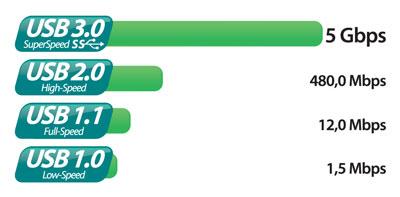 USB 3.0
SuperSpeed SS
5 Gbps
USB 2.0
High-Speed
480,0 Mbps
USB 1.1
Full-Speed
12,0 Mbps
USB 1.0
Low-Speed
1,5 Mbps